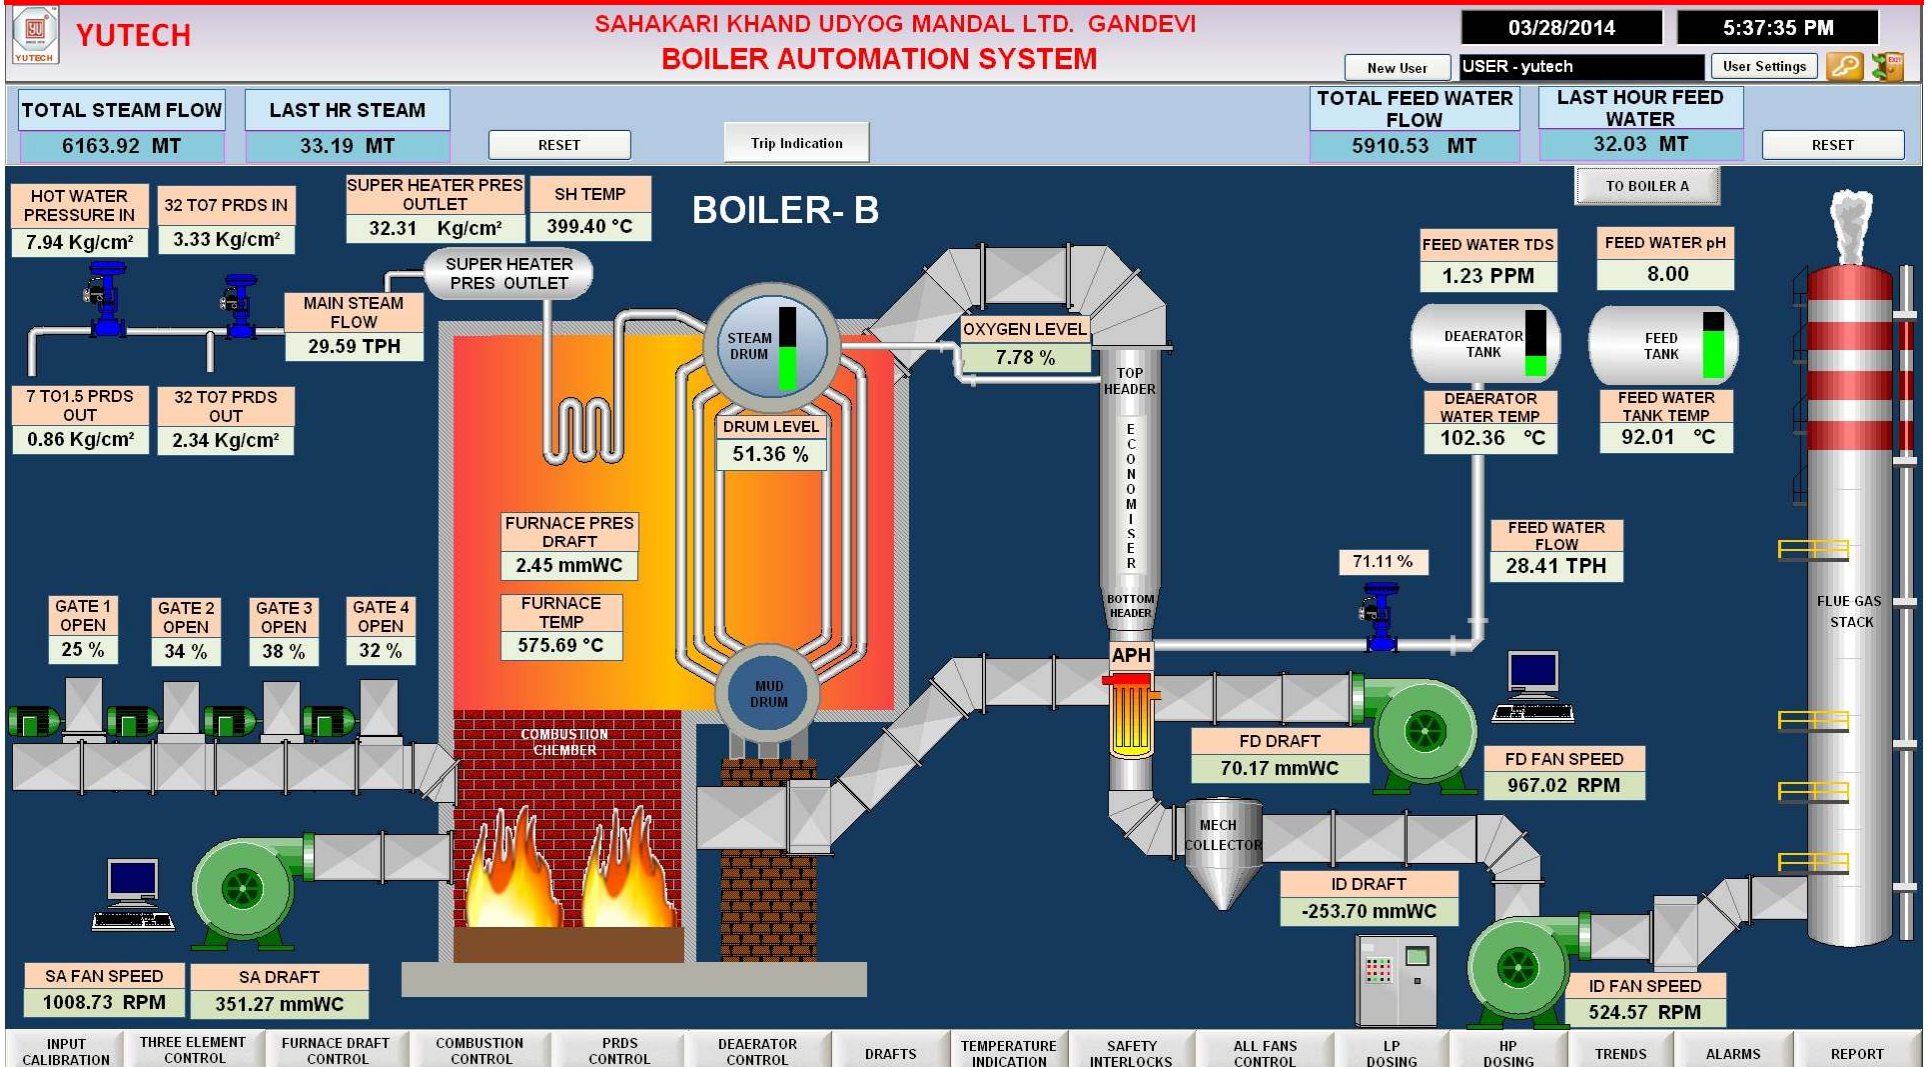 YUTECH
YUTECH
SAHAKARI KHAND UDYOG MANDAL LTD. GANDEVI
BOILER AUTOMATION SYSTEM
03/28/2014
5:37:35 PM
New User
USER - yutech
User Settings
EXIT
TOTAL STEAM FLOW
6163.92 MT
LAST HR STEAM
33.19 MT
RESET
Trip Indication
TOTAL FEED WATER
FLOW
5910.53 MT
LAST HOUR FEED
WATER
32.03 MT
RESET
HOT WATER
PRESSURE IN
7.94 Kg/cm²
32 TO7 PRDS IN
3.33 Kg/cm²
SUPER HEATER PRES
OUTLET
32.31 Kg/cm²
SH TEMP
399.40 °C
BOILER- B
TO BOILER A
SUPER HEATER
PRES OUTLET
MAIN STEAM
FLOW
29.59 TPH
7 TO1.5 PRDS
OUT
0.86 Kg/cm²
32 TO7 PRDS
OUT
2.34 Kg/cm²
STEAM
DRUM
DRUM LEVEL
51.36 %
OXYGEN LEVEL
7.78 %
TOP
HEADER
ECONOMISER
BOTTOM
HEADER
APH
FEED WATER TDS
1.23 PPM
FEED WATER pH
8.00
DEAERATOR
TANK
FEED
TANK
DEAERATOR
WATER TEMP
102.36 °C
FEED WATER
TANK TEMP
92.01 °C
FURNACE PRES
DRAFT
2.45 mmWC
FURNACE
TEMP
575.69 °C
71.11 %
FEED WATER
FLOW
28.41 TPH
FLUE GAS
STACK
GATE 1
OPEN
25 %
GATE 2
OPEN
34 %
GATE 3
OPEN
38 %
GATE 4
OPEN
32 %
MUD
DRUM
COMBUSTION
CHEMBER
FD DRAFT
70.17 mmWC
FD FAN SPEED
967.02 RPM
MECH
COLLECTOR
ID DRAFT
-253.70 mmWC
SA FAN SPEED
1008.73 RPM
SA DRAFT
351.27 mmWC
ID FAN SPEED
524.57 RPM
INPUT
CALIBRATION
THREE ELEMENT
CONTROL
FURNACE DRAFT
CONTROL
COMBUSTION
CONTROL
PRDS
CONTROL
DEAERATOR
CONTROL
DRAFTS
TEMPERATURE
INDICATION
SAFETY
INTERLOCKS
ALL FANS
CONTROL
LP
DOSING
HP
DOSING
TRENDS
ALARMS
REPORT